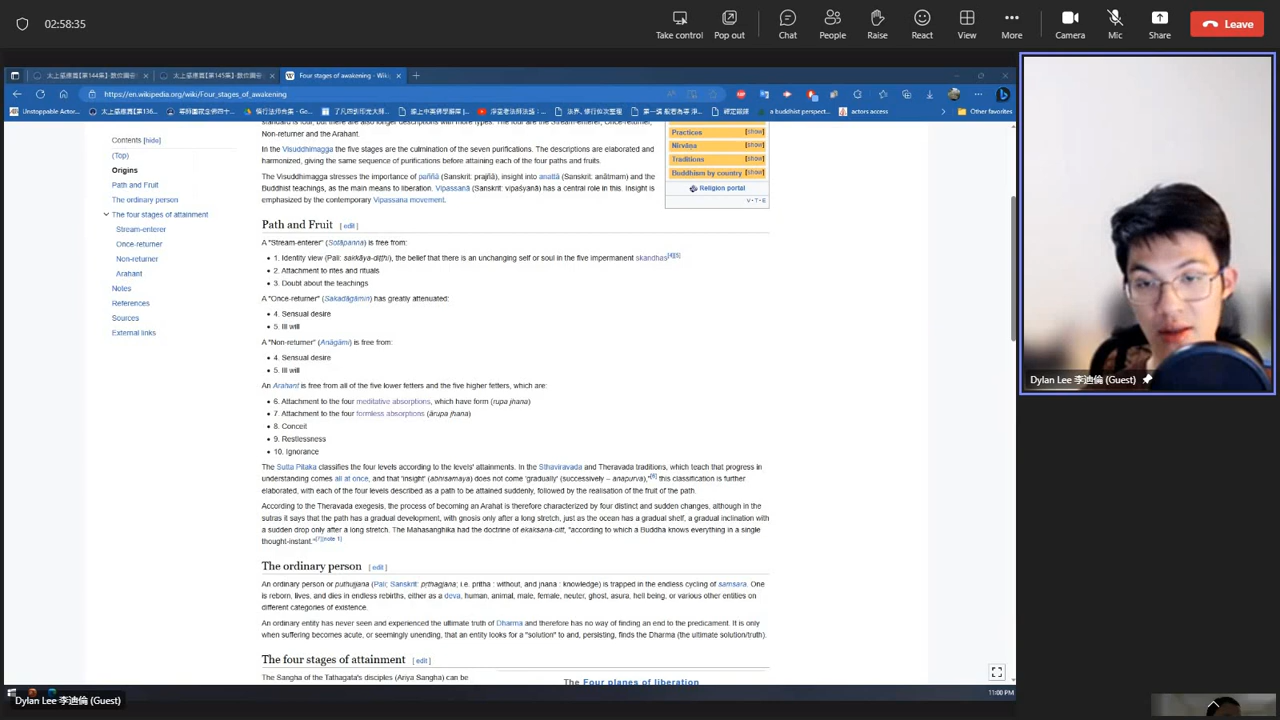 02:58:35
Take control
Pop out
Chat
People
Raise
React
View
More
Camera
Mic
Share
Leave
Four stages of awakening - Wiki
https://en.wikipedia.org/wiki/Four_stages_of_awakening
Unstoppable Actor...
a buddhist perspect...
actors access
Other favorites
Contents [hide]
(Top)
Origins
Path and Fruit
The ordinary person
The four stages of attainment
Stream-enterer
Once-returner
Non-returner
Arahant
Notes
References
Sources
External links
Non-returner and the Arahant.
In the Visuddhimagga the five stages are the culmination of the seven purifications. The descriptions are elaborated and
harmonized, giving the same sequence of purifications before attaining each of the four paths and fruits.
The Visuddhimagga stresses the importance of paññā (Sanskrit: prajñā), insight into anattā (Sanskrit: anātmam) and the
Buddhist teachings, as the main means to liberation. Vipassanā (Sanskrit: vipaśyanā) has a central role in this. Insight is
emphasized by the contemporary Vipassana movement.
Practices [show]
Nirvāṇa [show]
Traditions [show]
Buddhism by country [show]
Religion portal
V • T • E
Path and Fruit [ edit ]
A "Stream-enterer" (Sotāpanna) is free from:
• 1. Identity view (Pali: sakkāya-diṭṭhi), the belief that there is an unchanging self or soul in the five impermanent skandhas[4][5]
• 2. Attachment to rites and rituals
• 3. Doubt about the teachings
A "Once-returner" (Sakadāgāmin) has greatly attenuated:
• 4. Sensual desire
• 5. Ill will
A "Non-returner" (Anāgāmi) is free from:
• 4. Sensual desire
• 5. Ill will
An Arahant is free from all of the five lower fetters and the five higher fetters, which are:
• 6. Attachment to the four meditative absorptions, which have form (rupa jhana)
• 7. Attachment to the four formless absorptions (ārupa jhana)
• 8. Conceit
• 9. Restlessness
• 10. Ignorance
The Sutta Pitaka classifies the four levels according to the levels' attainments. In the Sthaviravada and Theravada traditions, which teach that progress in
understanding comes all at once, and that 'insight' (abhisamaya) does not come 'gradually' (successively – anapurva),"[6] this classification is further
elaborated, with each of the four levels described as a path to be attained suddenly, followed by the realisation of the fruit of the path.
According to the Theravada exegesis, the process of becoming an Arahat is therefore characterized by four distinct and sudden changes, although in the
sutras it says that the path has a gradual development, with gnosis only after a long stretch, just as the ocean has a gradual shelf, a gradual inclination with
a sudden drop only after a long stretch. The Mahasanghika had the doctrine of ekaksana-citt, "according to which a Buddha knows everything in a single
thought-instant."[7][note 1]
The ordinary person [ edit ]
An ordinary person or puthujjana (Pali; Sanskrit: pṛthagjana; i.e. pritha : without, and jnana : knowledge) is trapped in the endless cycling of samsara. One
is reborn, lives, and dies in endless rebirths, either as a deva, human, animal, male, female, neuter, ghost, asura, hell being, or various other entities on
different categories of existence.
An ordinary entity has never seen and experienced the ultimate truth of Dharma and therefore has no way of finding an end to the predicament. It is only
when suffering becomes acute, or seemingly unending, that an entity looks for a "solution" to and, persisting, finds the Dharma (the ultimate solution/truth).
The four stages of attainment [ edit ]
The Sangha of the Tathagata's disciples (Ariya Sangha) can be
The Four planes of liberation
11:00 PM
Dylan Lee 李迪倫 (Guest)
Dylan Lee 李迪倫 (Guest)